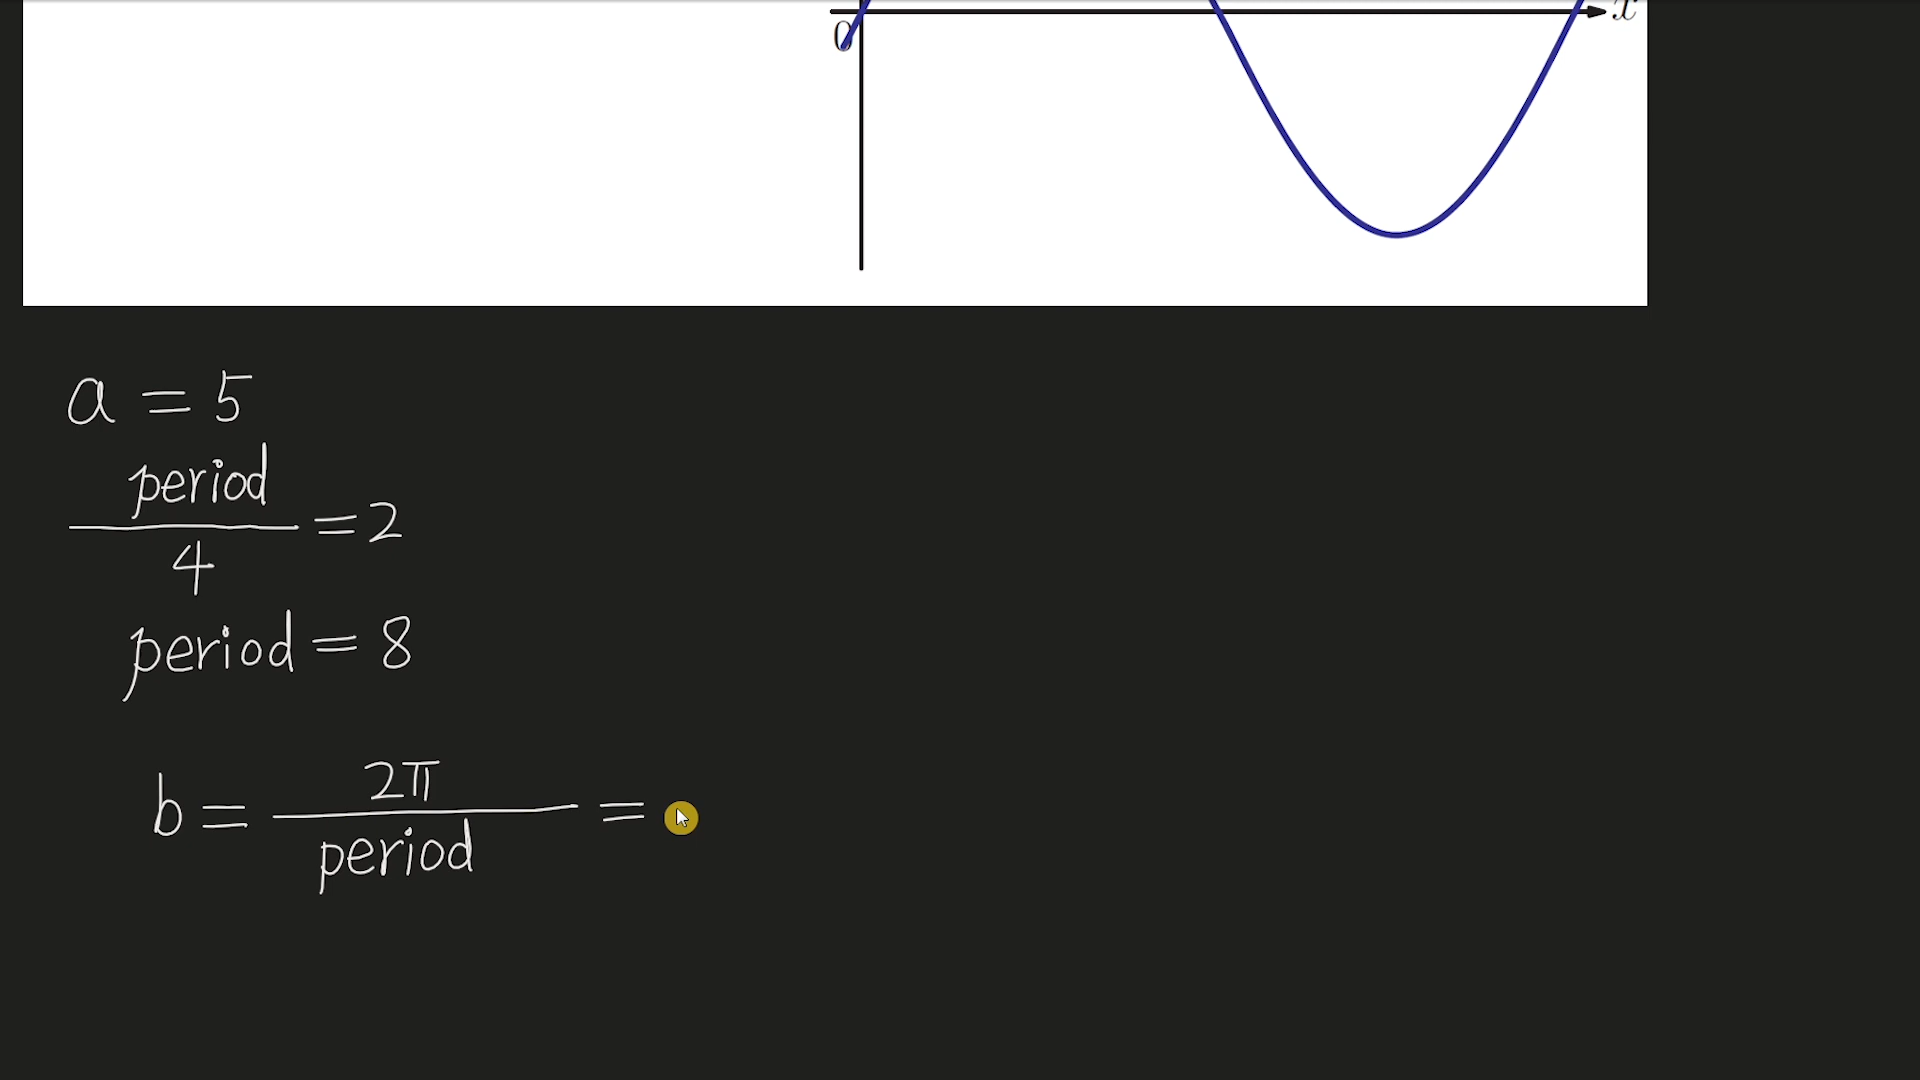 0 x
a = 5
period
4
= 2
period = 8
b = 2π
period
=